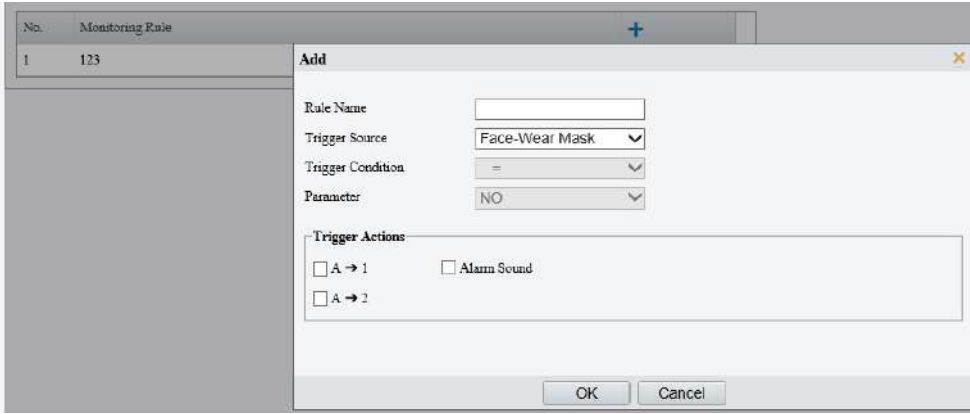 No. Monitoring Rule +
1 123
Add
Rule Name
Trigger Source Face-Wear Mask
Trigger Condition =
Parameter NO
Trigger Actions
A → 1 Alarm Sound
A → 2
OK Cancel